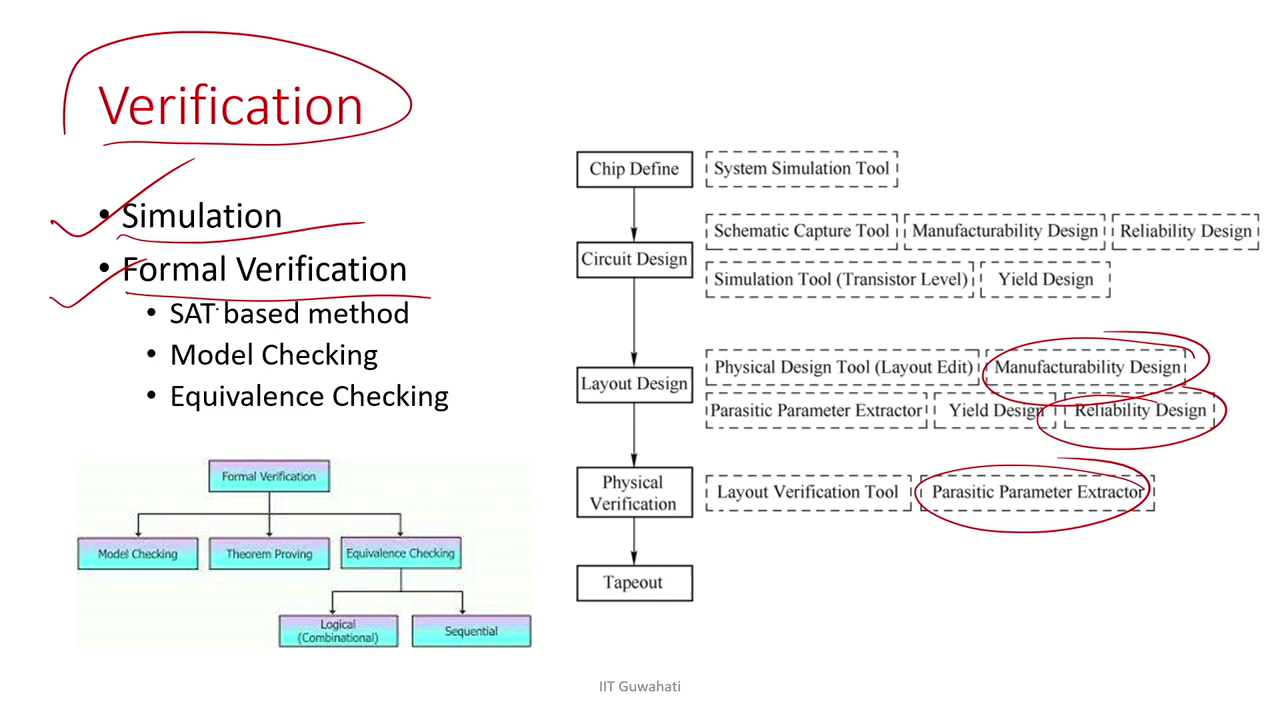 Verification
• Simulation
• Formal Verification
• SAT based method
• Model Checking
• Equivalence Checking
Formal Verification
Model Checking
Theorem Proving
Equivalence Checking
Logical
(Combinational)
Sequential
Chip Define
System Simulation Tool
Circuit Design
Schematic Capture Tool
Manufacturability Design
Reliability Design
Simulation Tool (Transistor Level)
Yield Design
Layout Design
Physical Design Tool (Layout Edit)
Manufacturability Design
Parasitic Parameter Extractor
Yield Design
Reliability Design
Physical
Verification
Layout Verification Tool
Parasitic Parameter Extractor
Tapeout
IIT Guwahati